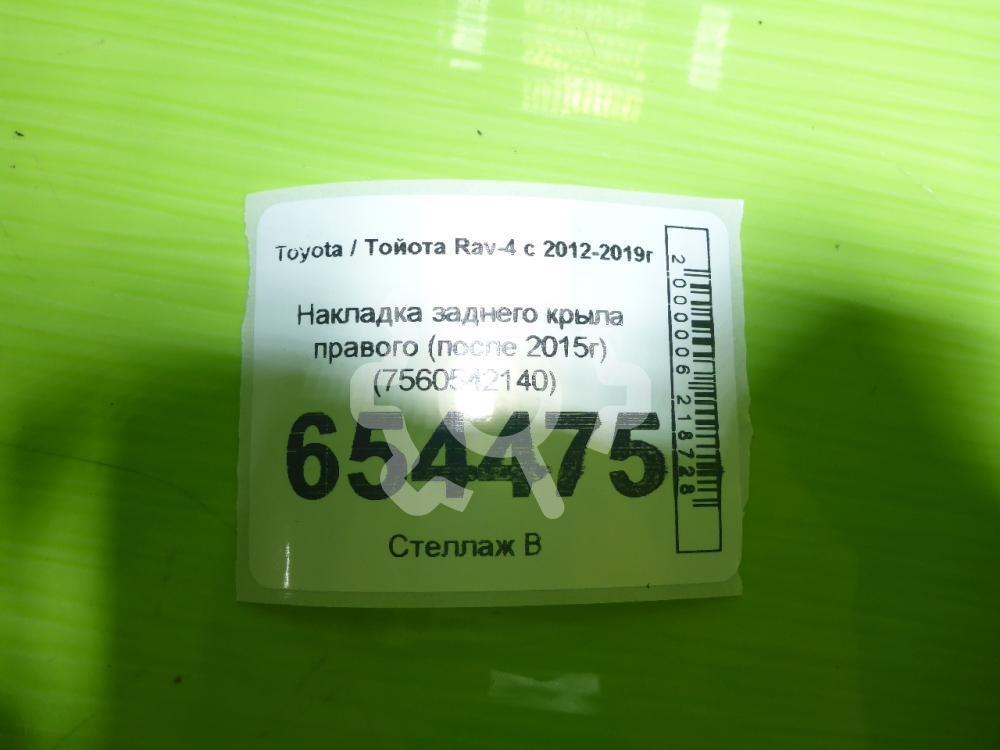 Toyota / Тойота Rav-4 с 2012-2019г
Накладка заднего крыла
правого (после 2015г)
(7560542140)
654475
Стеллаж В
2000006218728